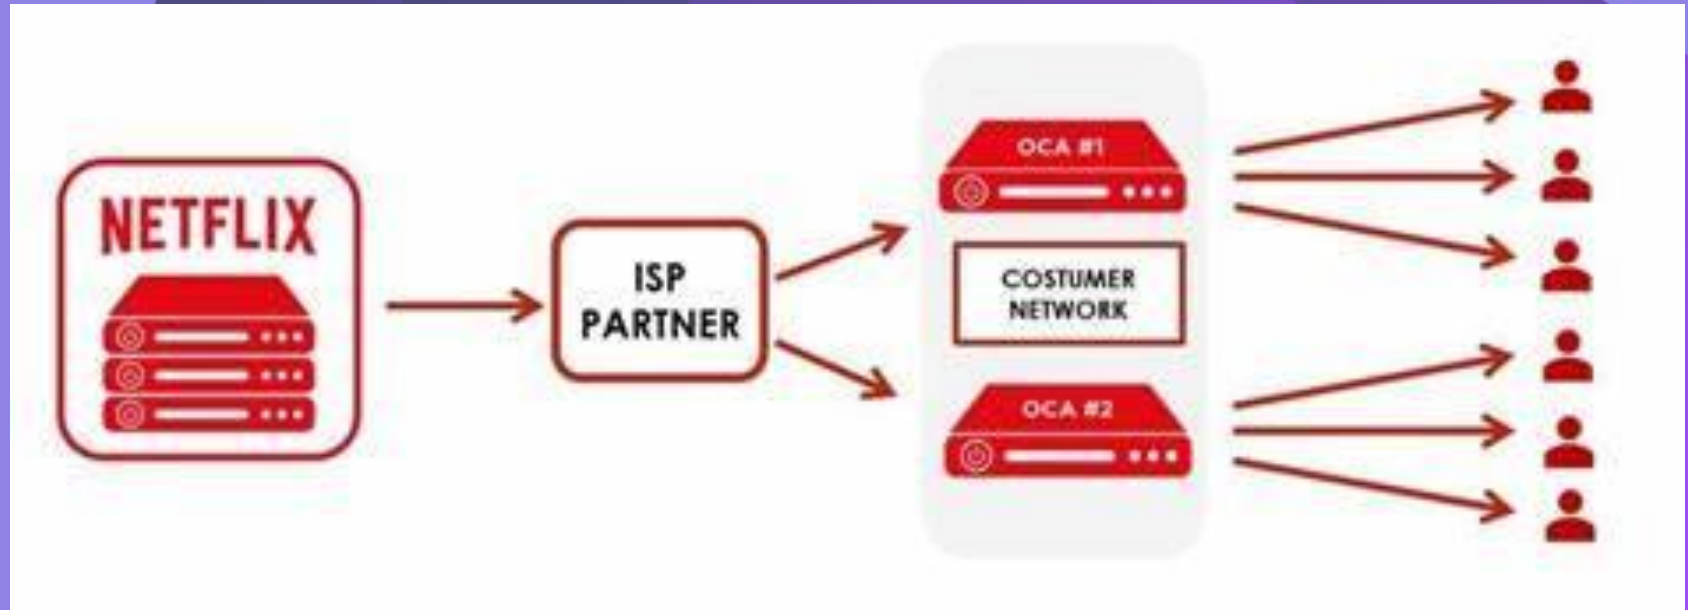 NETFLIX
ISP
PARTNER
OCA #1
COSTUMER
NETWORK
OCA #2